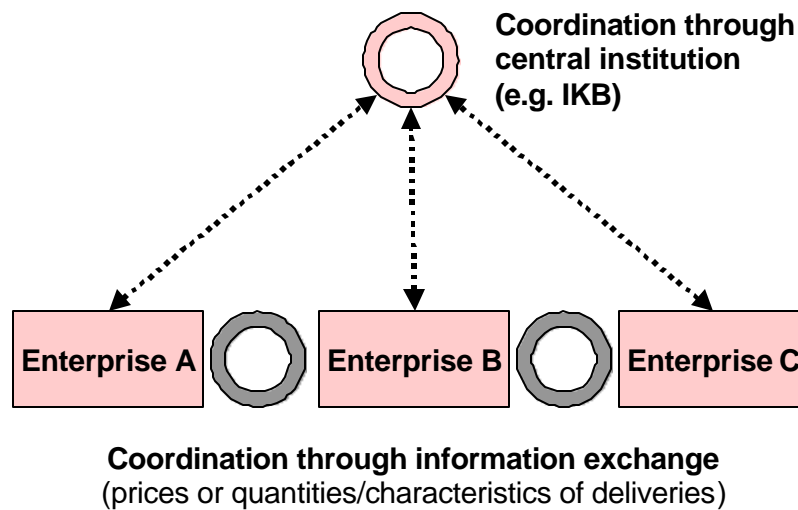 Coordination through
central institution
(e.g. IKB)
Enterprise A
Enterprise B
Enterprise C
Coordination through information exchange
(prices or quantities/characteristics of deliveries)